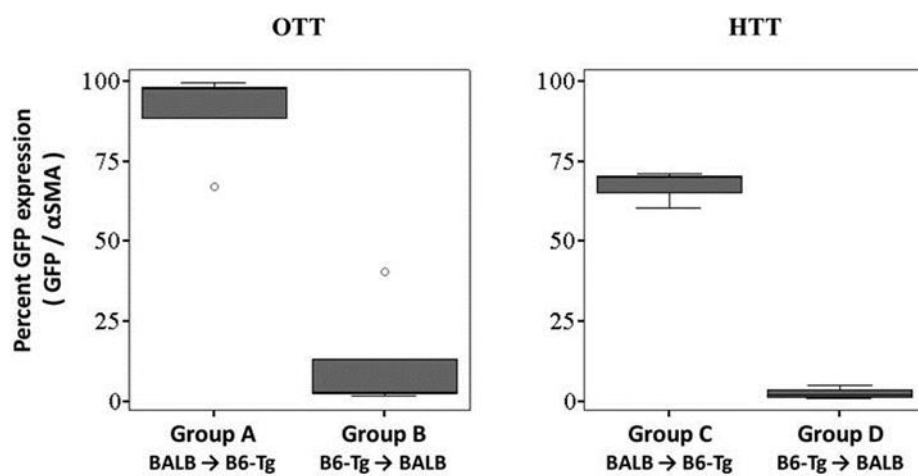 OTT
HTT
Percent GFP expression
( GFP / αSMA )
100
75
50
25
0
100
75
50
25
0
Group A
BALB → B6-Tg
Group B
B6-Tg → BALB
Group C
BALB → B6-Tg
Group D
B6-Tg → BALB